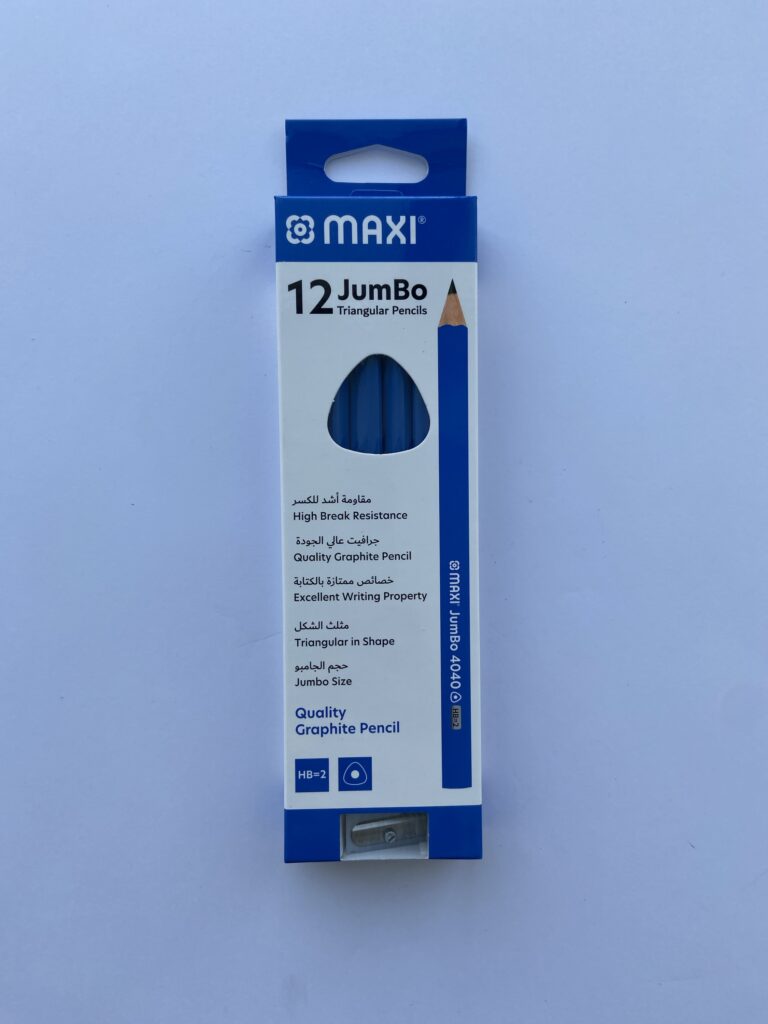 MAXI®
12 JumBo
Triangular Pencils
مقاومة أشد للكسر
High Break Resistance
جرافيت عالي الجودة
Quality Graphite Pencil
خصائص ممتازة بالكتابة
Excellent Writing Property
مثلث الشكل
Triangular in Shape
حجم الجامبو
Jumbo Size
Quality
Graphite Pencil
HB=2
MAXI JumBo 4040 HB=2